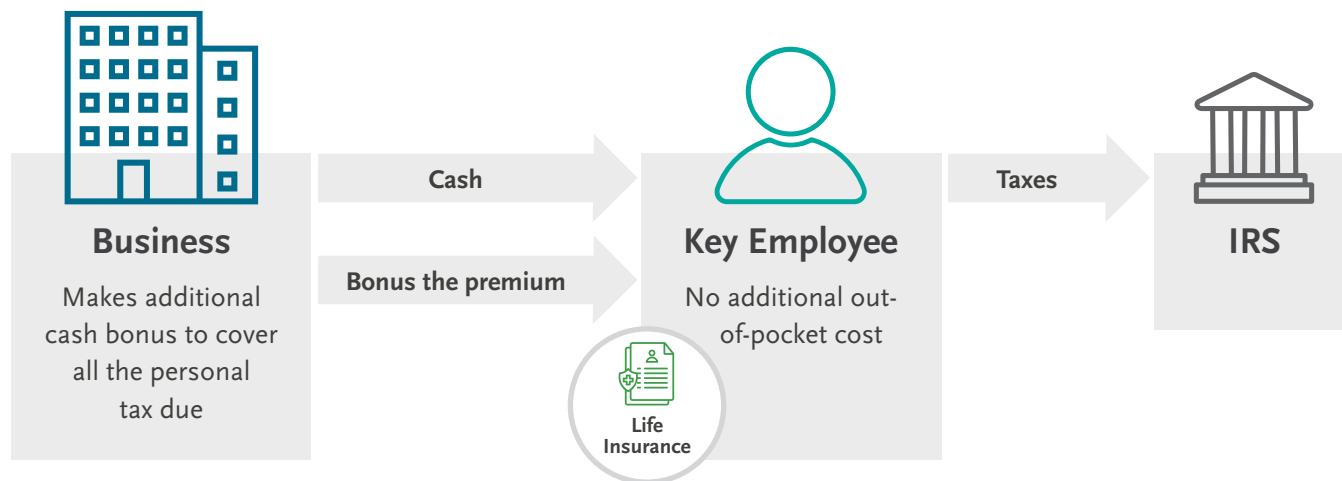 Cash
Bonus the premium
Taxes
Business
Makes additional
cash bonus to cover
all the personal
tax due
Key Employee
No additional out-
of-pocket cost
Life
Insurance
IRS